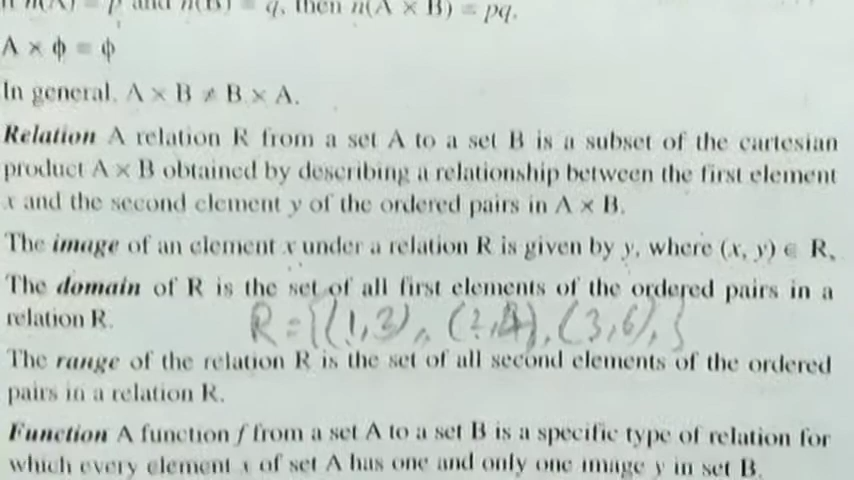 n(A) = p and n(B) = q, then n(A × B) = pq.
A × ϕ = ϕ
In general, A × B ≠ B × A.
Relation A relation R from a set A to a set B is a subset of the cartesian
product A × B obtained by describing a relationship between the first element
x and the second element y of the ordered pairs in A × B.
The image of an element x under a relation R is given by y, where (x, y) ∈ R,
The domain of R is the set of all first elements of the ordered pairs in a
relation R.
R = {(1,3), (2,4), (3,6), }
The range of the relation R is the set of all second elements of the ordered
pairs in a relation R.
Function A function f from a set A to a set B is a specific type of relation for
which every element x of set A has one and only one image y in set B.